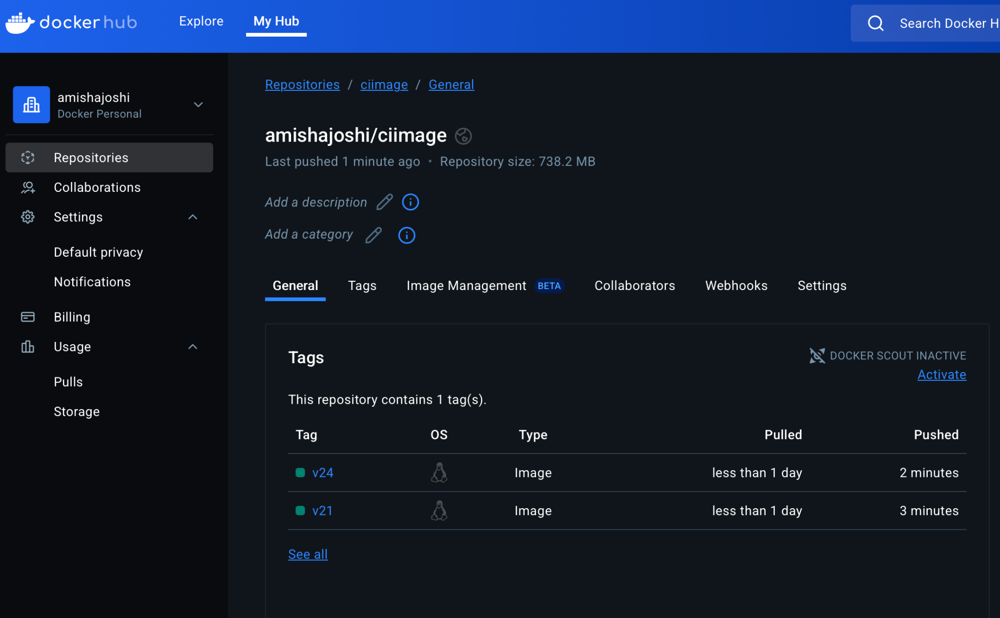 docker hub
Explore
My Hub
Search Docker H
amishajoshi
Docker Personal
Repositories
Collaborations
Settings
Default privacy
Notifications
Billing
Usage
Pulls
Storage
Repositories / ciimage / General
amishajoshi/ciimage
Last pushed 1 minute ago • Repository size: 738.2 MB
Add a description
Add a category
General Tags Image Management BETA Collaborators Webhooks Settings
Tags
DOCKER SCOUT INACTIVE
Activate
This repository contains 1 tag(s).
Tag OS Type Pulled Pushed
v24 Image less than 1 day 2 minutes
v21 Image less than 1 day 3 minutes
See all